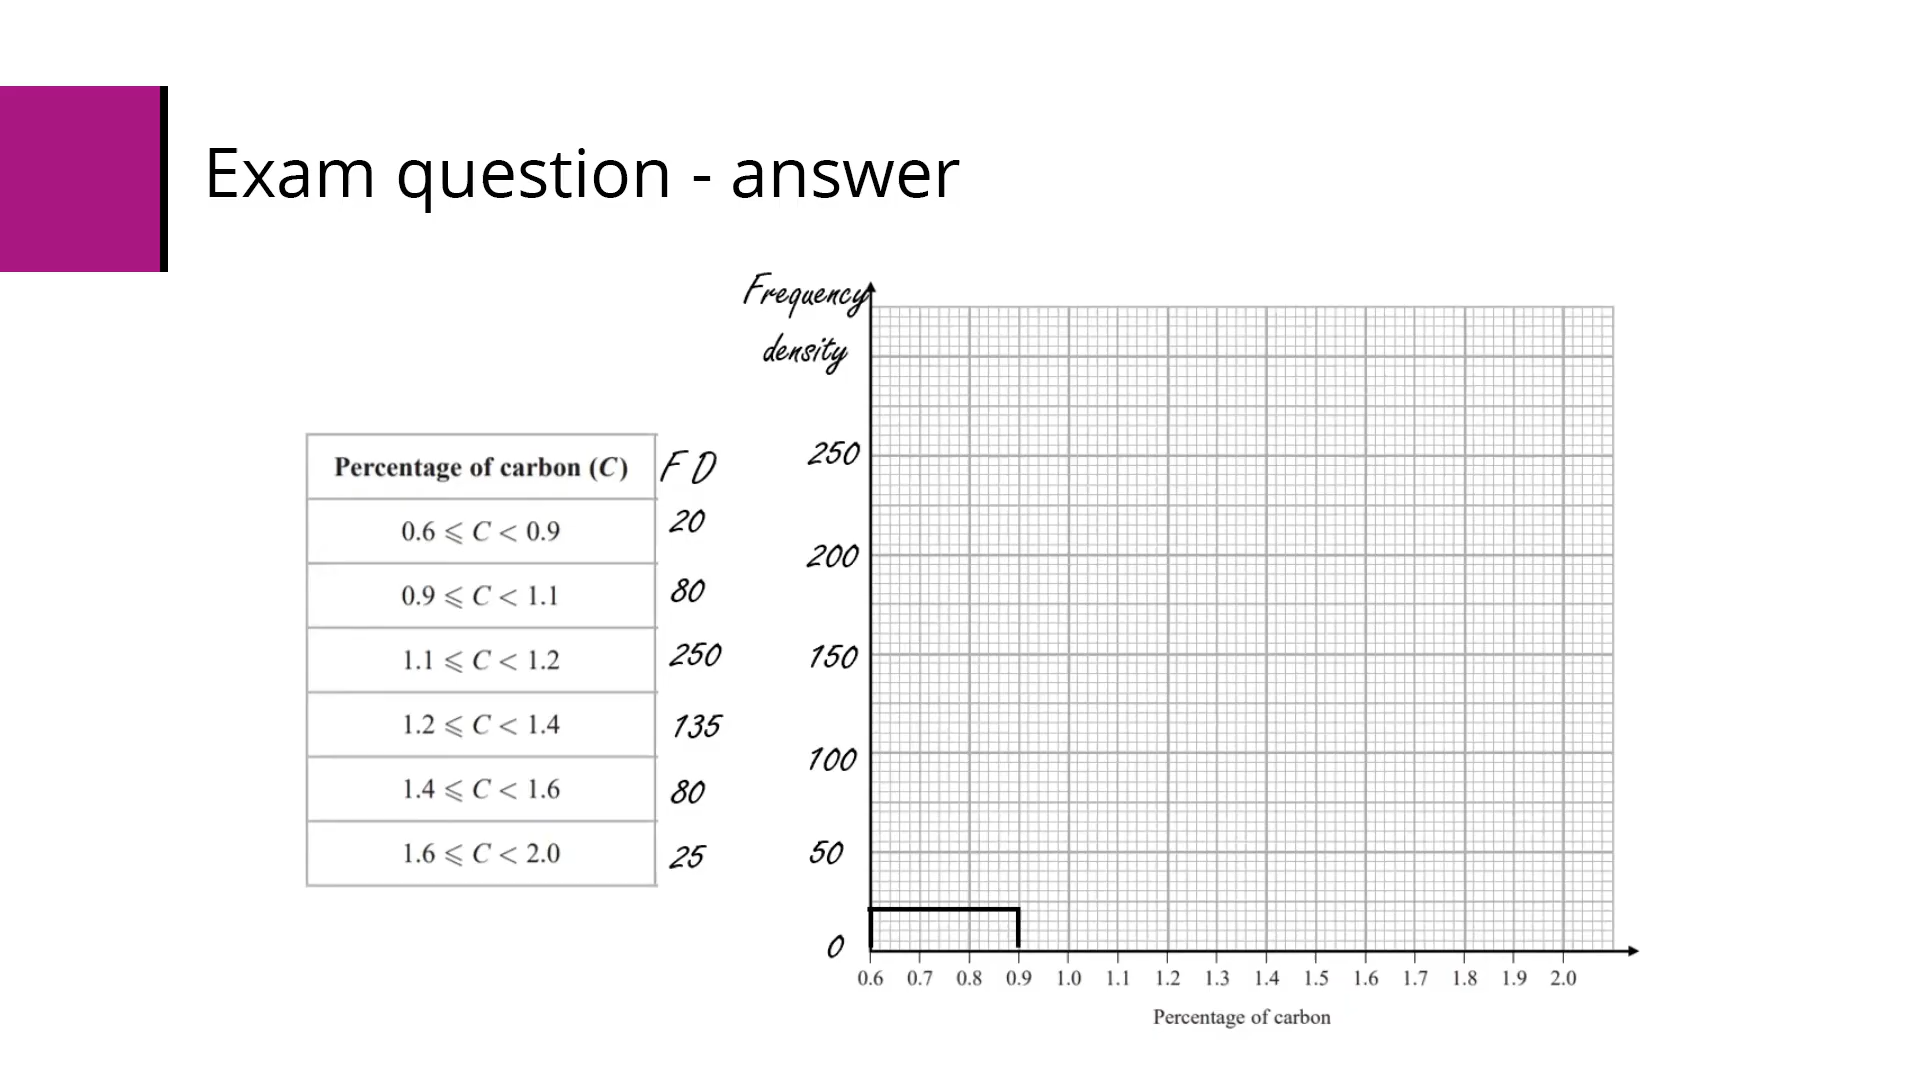 Exam question - answer
Frequency
density
Percentage of carbon (C) F D
0.6 ⩽ C < 0.9 20
0.9 ⩽ C < 1.1 80
1.1 ⩽ C < 1.2 250
1.2 ⩽ C < 1.4 135
1.4 ⩽ C < 1.6 80
1.6 ⩽ C < 2.0 25
250
200
150
100
50
0
0.6 0.7 0.8 0.9 1.0 1.1 1.2 1.3 1.4 1.5 1.6 1.7 1.8 1.9 2.0
Percentage of carbon